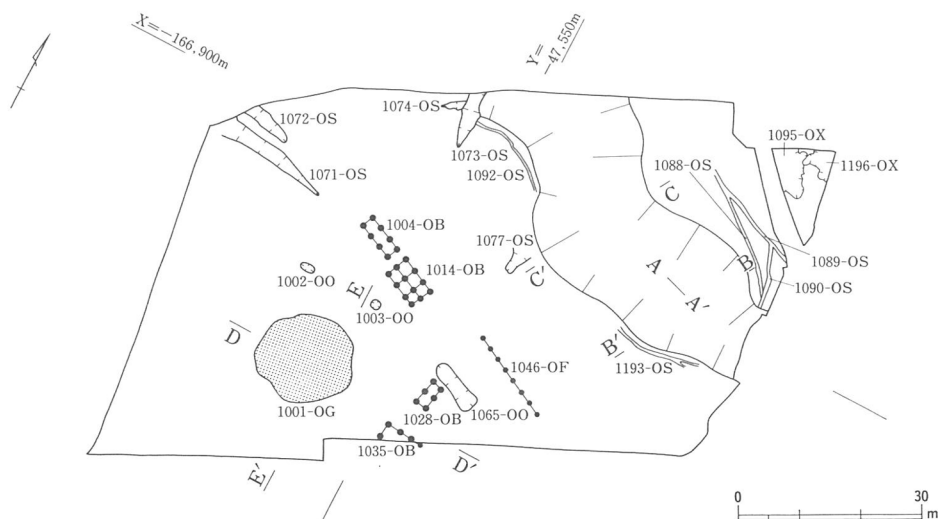 X=-166,900m
Y=
-47,550m
1074-OS
1072-OS
1095-OX
1073-OS
1088-OS
1196-OX
1092-OS
1071-OS
C
1004-OB
1077-OS
1089-OS
B
1014-OB
A
1002-OO
C′
1090-OS
E
A′
1003-OO
D
B′
1046-OF
1193-OS
1001-OG
1028-OB
1065-OO
1035-OB
D′
E′
0 30
m